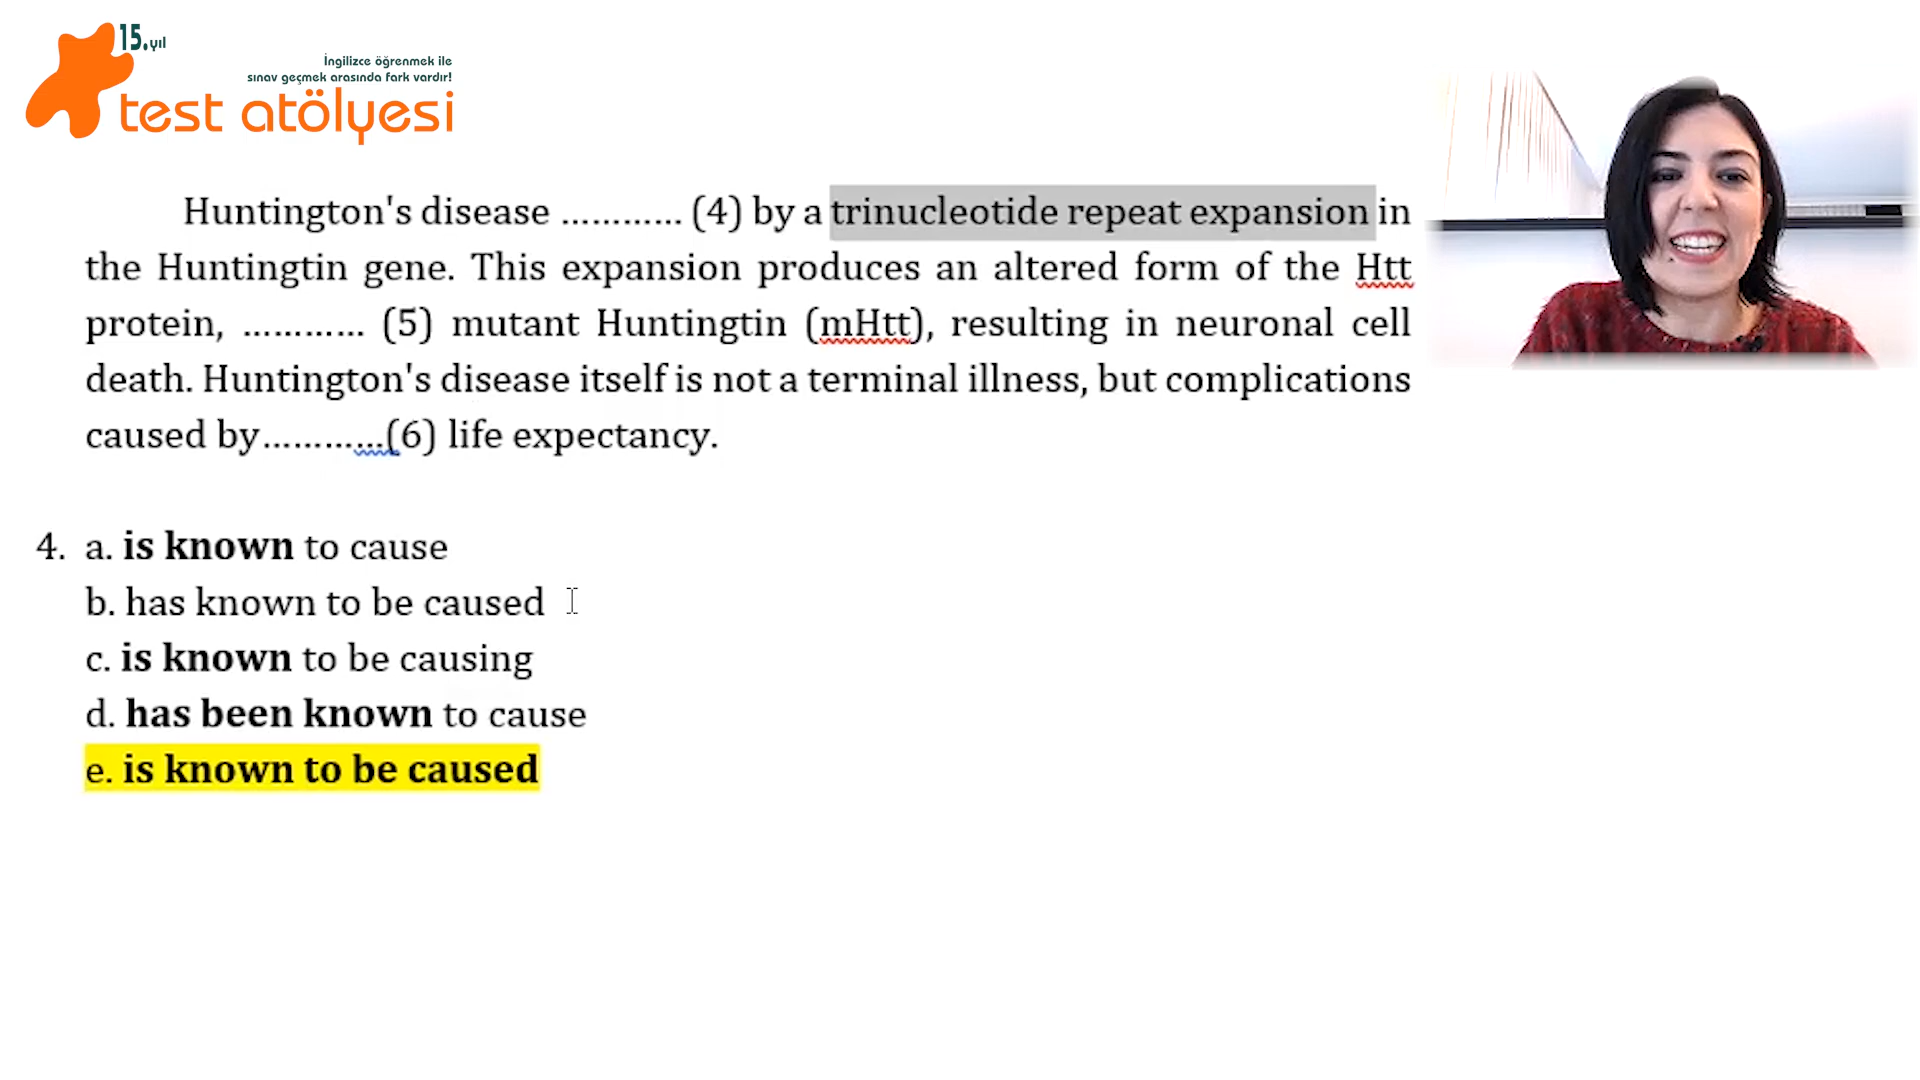 15.yıl
İngilizce öğrenmek ile
sınav geçmek arasında fark vardır!
test atölyesi
Huntington's disease ............ (4) by a trinucleotide repeat expansion in
the Huntingtin gene. This expansion produces an altered form of the Htt
protein, ............ (5) mutant Huntingtin (mHtt), resulting in neuronal cell
death. Huntington's disease itself is not a terminal illness, but complications
caused by............(6) life expectancy.
4. a. is known to cause
b. has known to be caused
c. is known to be causing
d. has been known to cause
e. is known to be caused